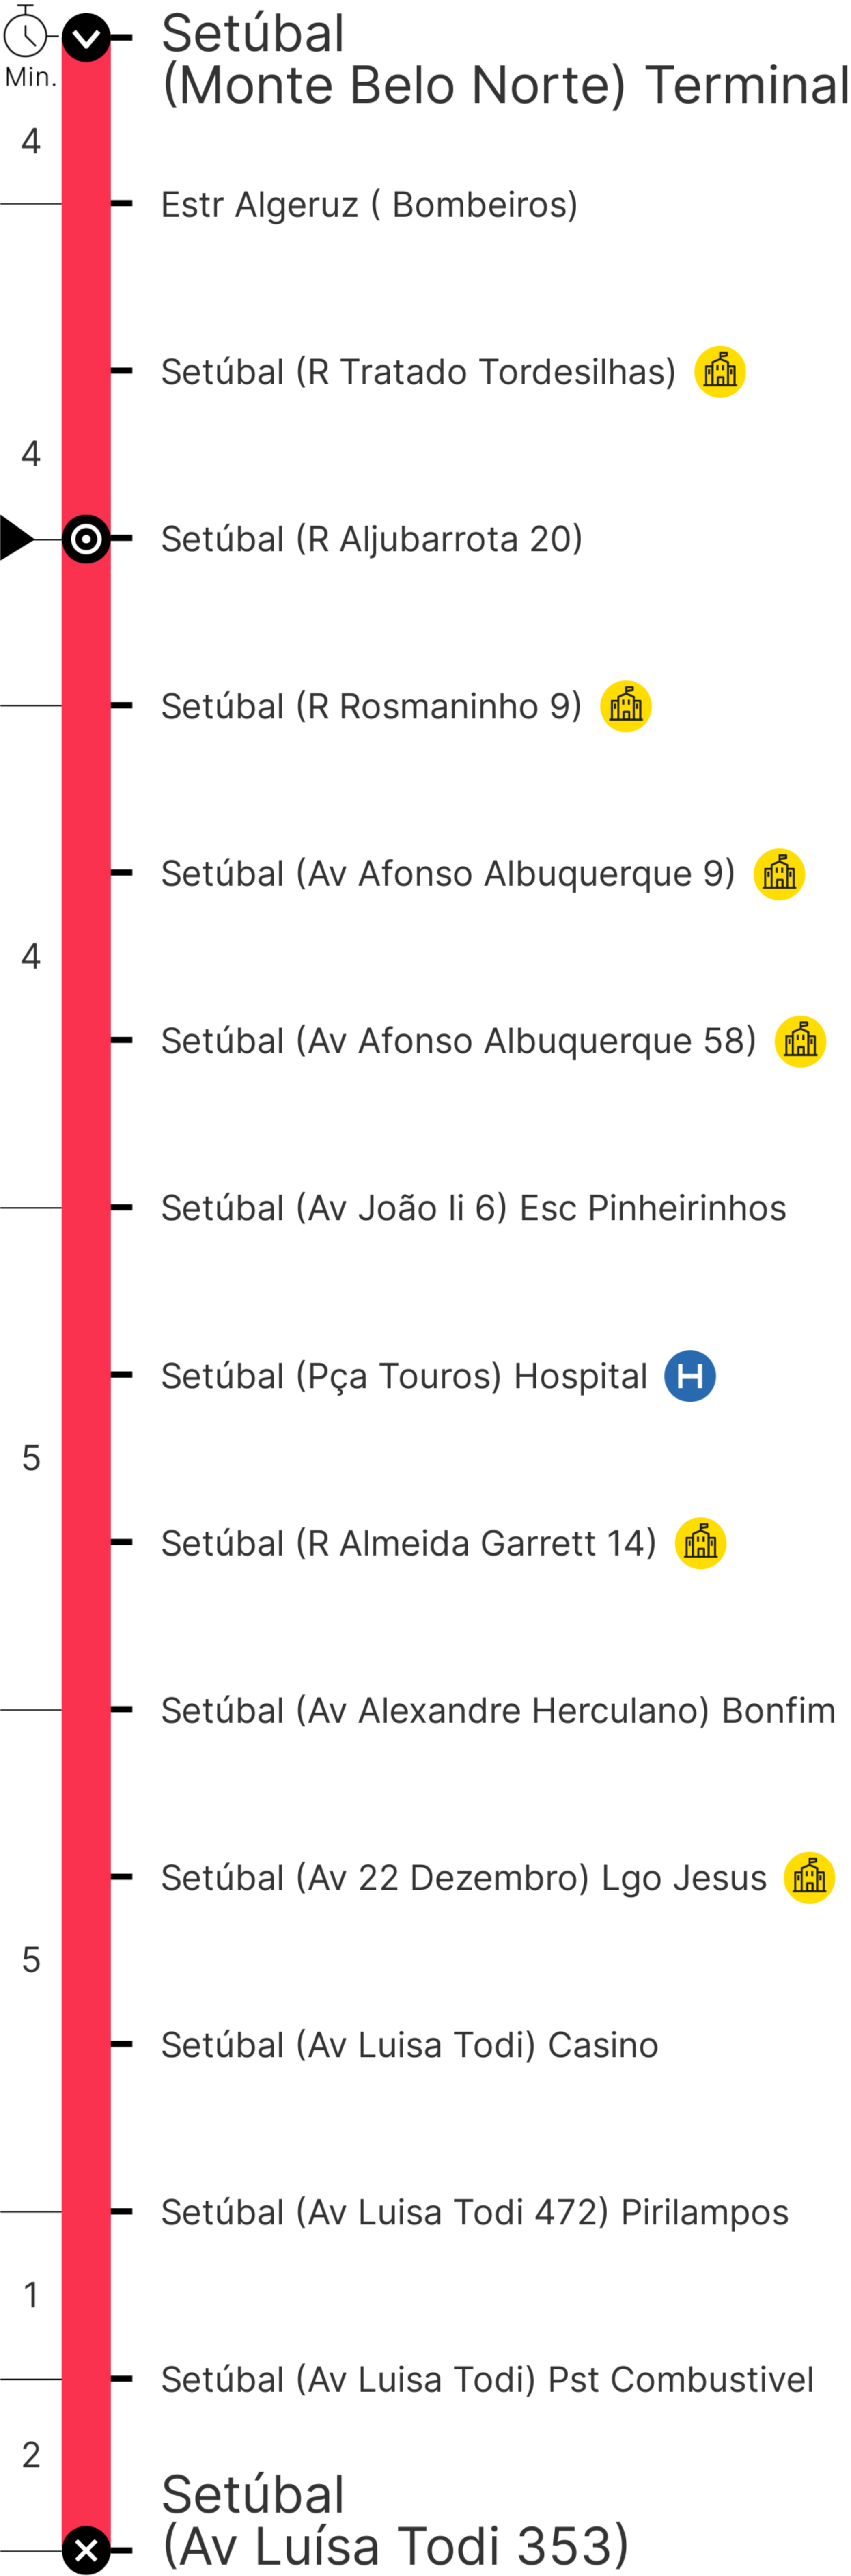 Setúbal
(Monte Belo Norte) Terminal
Min.
4
Estr Algeruz ( Bombeiros)
Setúbal (R Tratado Tordesilhas)
4
Setúbal (R Aljubarrota 20)
Setúbal (R Rosmaninho 9)
Setúbal (Av Afonso Albuquerque 9)
4
Setúbal (Av Afonso Albuquerque 58)
Setúbal (Av João Ii 6) Esc Pinheirinhos
Setúbal (Pça Touros) Hospital H
5
Setúbal (R Almeida Garrett 14)
Setúbal (Av Alexandre Herculano) Bonfim
Setúbal (Av 22 Dezembro) Lgo Jesus
5
Setúbal (Av Luisa Todi) Casino
Setúbal (Av Luisa Todi 472) Pirilampos
1
Setúbal (Av Luisa Todi) Pst Combustivel
2
Setúbal
(Av Luísa Todi 353)